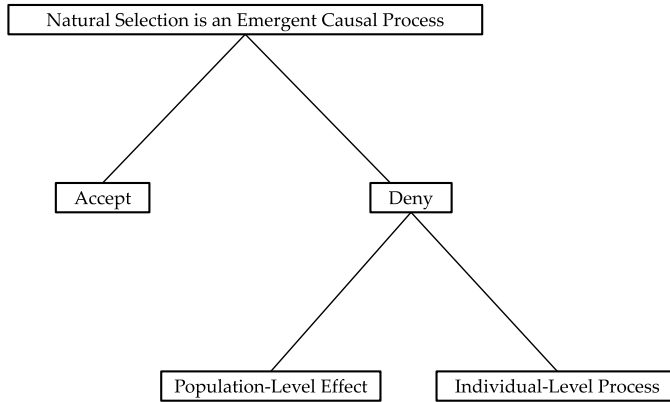 Natural Selection is an Emergent Causal Process
Accept
Deny
Population-Level Effect
Individual-Level Process